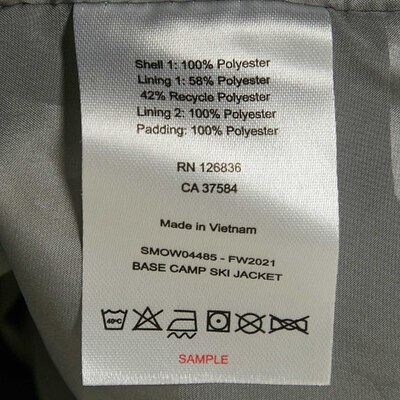 Shell 1: 100% Polyester
Lining 1: 58% Polyester
42% Recycle Polyester
Lining 2: 100% Polyester
Padding: 100% Polyester
RN 126836
CA 37584
Made in Vietnam
SMOW04485 - FW2021
BASE CAMP SKI JACKET
40°C
SAMPLE